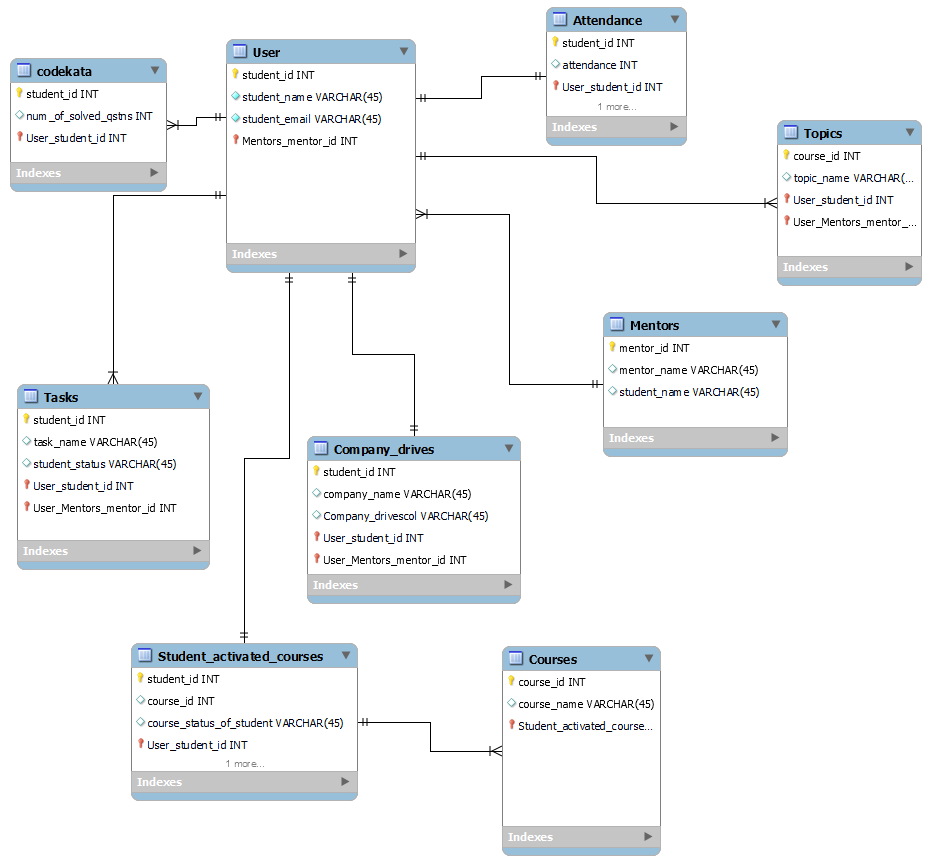 codekata
student_id INT
num_of_solved_qstns INT
User_student_id INT
Indexes
User
student_id INT
student_name VARCHAR(45)
student_email VARCHAR(45)
Mentors_mentor_id INT
Indexes
Attendance
student_id INT
attendance INT
User_student_id INT
1 more...
Indexes
Topics
course_id INT
topic_name VARCHAR(...
User_student_id INT
User_Mentors_mentor_...
Indexes
Mentors
mentor_id INT
mentor_name VARCHAR(45)
student_name VARCHAR(45)
Indexes
Tasks
student_id INT
task_name VARCHAR(45)
student_status VARCHAR(45)
User_student_id INT
User_Mentors_mentor_id INT
Indexes
Company_drives
student_id INT
company_name VARCHAR(45)
Company_drivescol VARCHAR(45)
User_student_id INT
User_Mentors_mentor_id INT
Indexes
Student_activated_courses
student_id INT
course_id INT
course_status_of_student VARCHAR(45)
User_student_id INT
1 more...
Indexes
Courses
course_id INT
course_name VARCHAR(45)
Student_activated_course...
Indexes